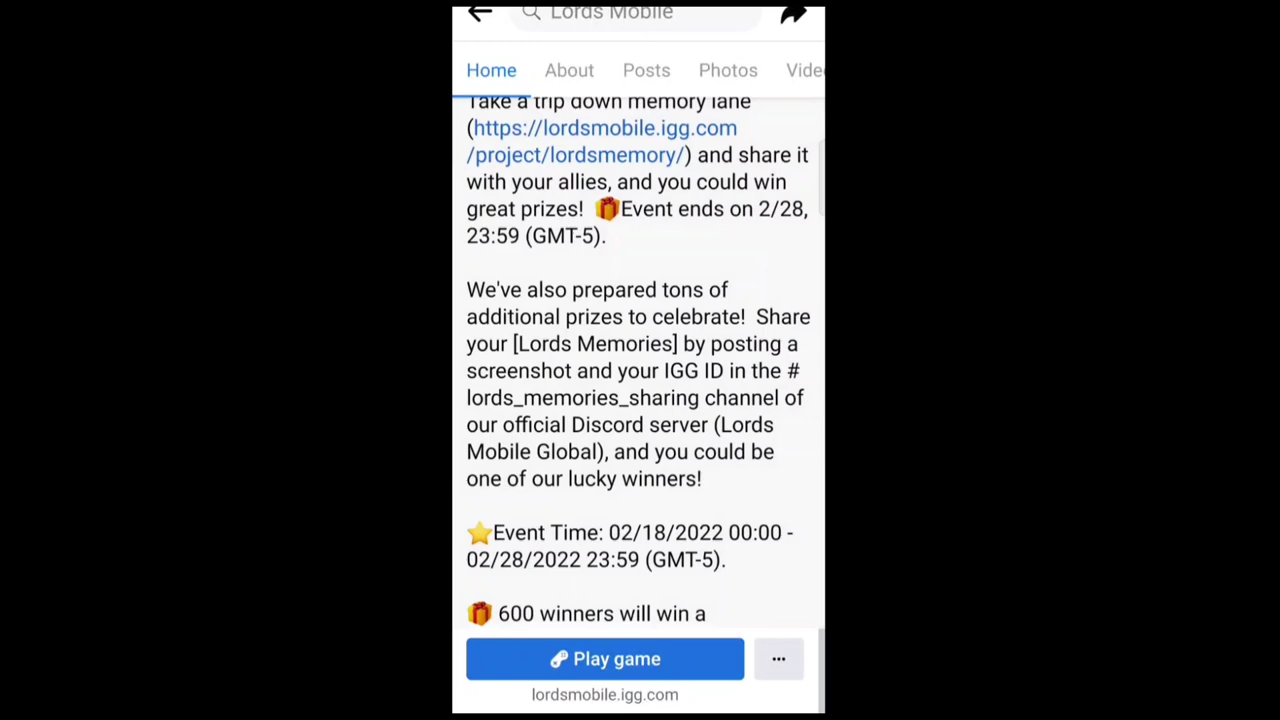 Lords Mobile
Home About Posts Photos Vide
Take a trip down memory lane
(https://lordsmobile.igg.com
/project/lordsmemory/) and share it
with your allies, and you could win
great prizes! 🎁Event ends on 2/28,
23:59 (GMT-5).
We've also prepared tons of
additional prizes to celebrate! Share
your [Lords Memories] by posting a
screenshot and your IGG ID in the #
lords_memories_sharing channel of
our official Discord server (Lords
Mobile Global), and you could be
one of our lucky winners!
⭐Event Time: 02/18/2022 00:00 -
02/28/2022 23:59 (GMT-5).
🎁 600 winners will win a
Play game
lordsmobile.igg.com